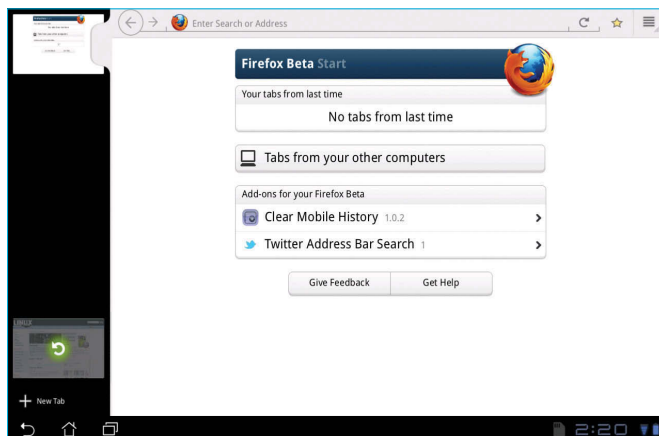 Enter Search or Address
Firefox Beta Start
Your tabs from last time
No tabs from last time
Tabs from your other computers
Add-ons for your Firefox Beta
Clear Mobile History 1.0.2
Twitter Address Bar Search 1
Give Feedback Get Help
LINUX
New Tab
2:20